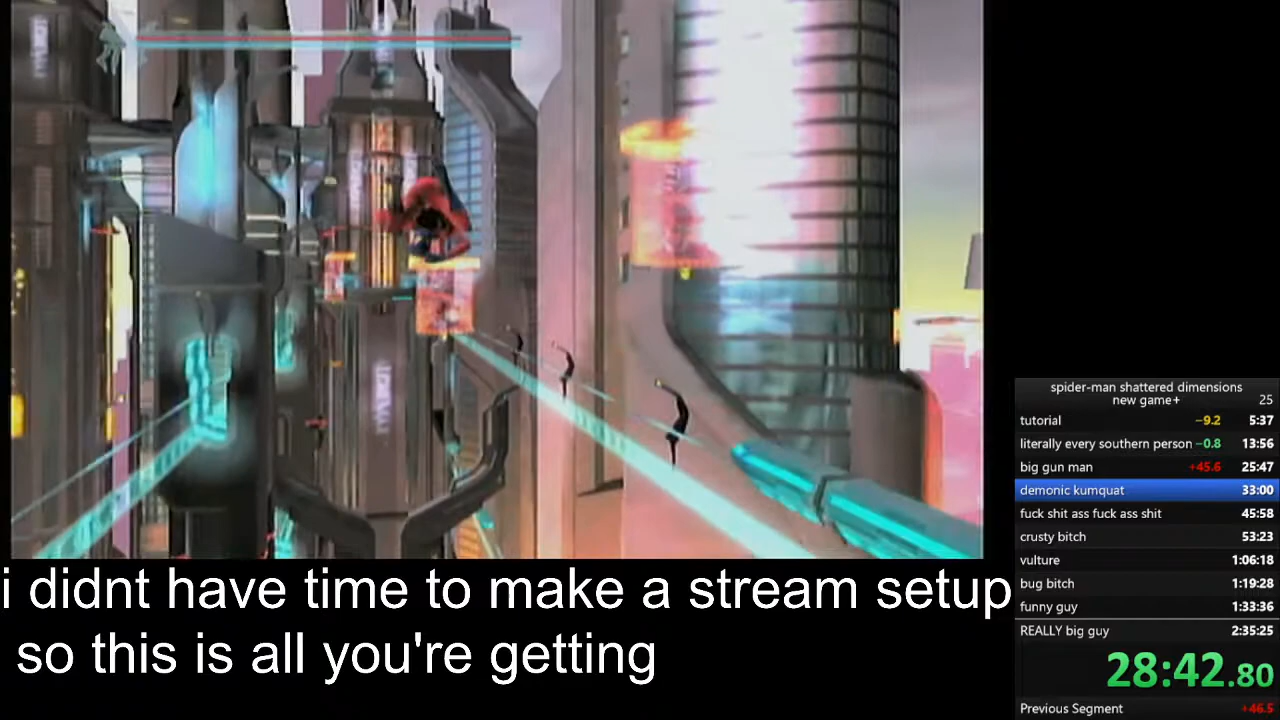 spider-man shattered dimensions
new game+ 25
tutorial -9.2 5:37
literally every southern person -0.8 13:56
big gun man +45.6 25:47
demonic kumquat 33:00
fuck shit ass fuck ass shit 45:58
crusty bitch 53:23
vulture 1:06:18
bug bitch 1:19:28
funny guy 1:33:36
REALLY big guy 2:35:25
28:42.80
Previous Segment +46.5
i didnt have time to make a stream setup
so this is all you're getting